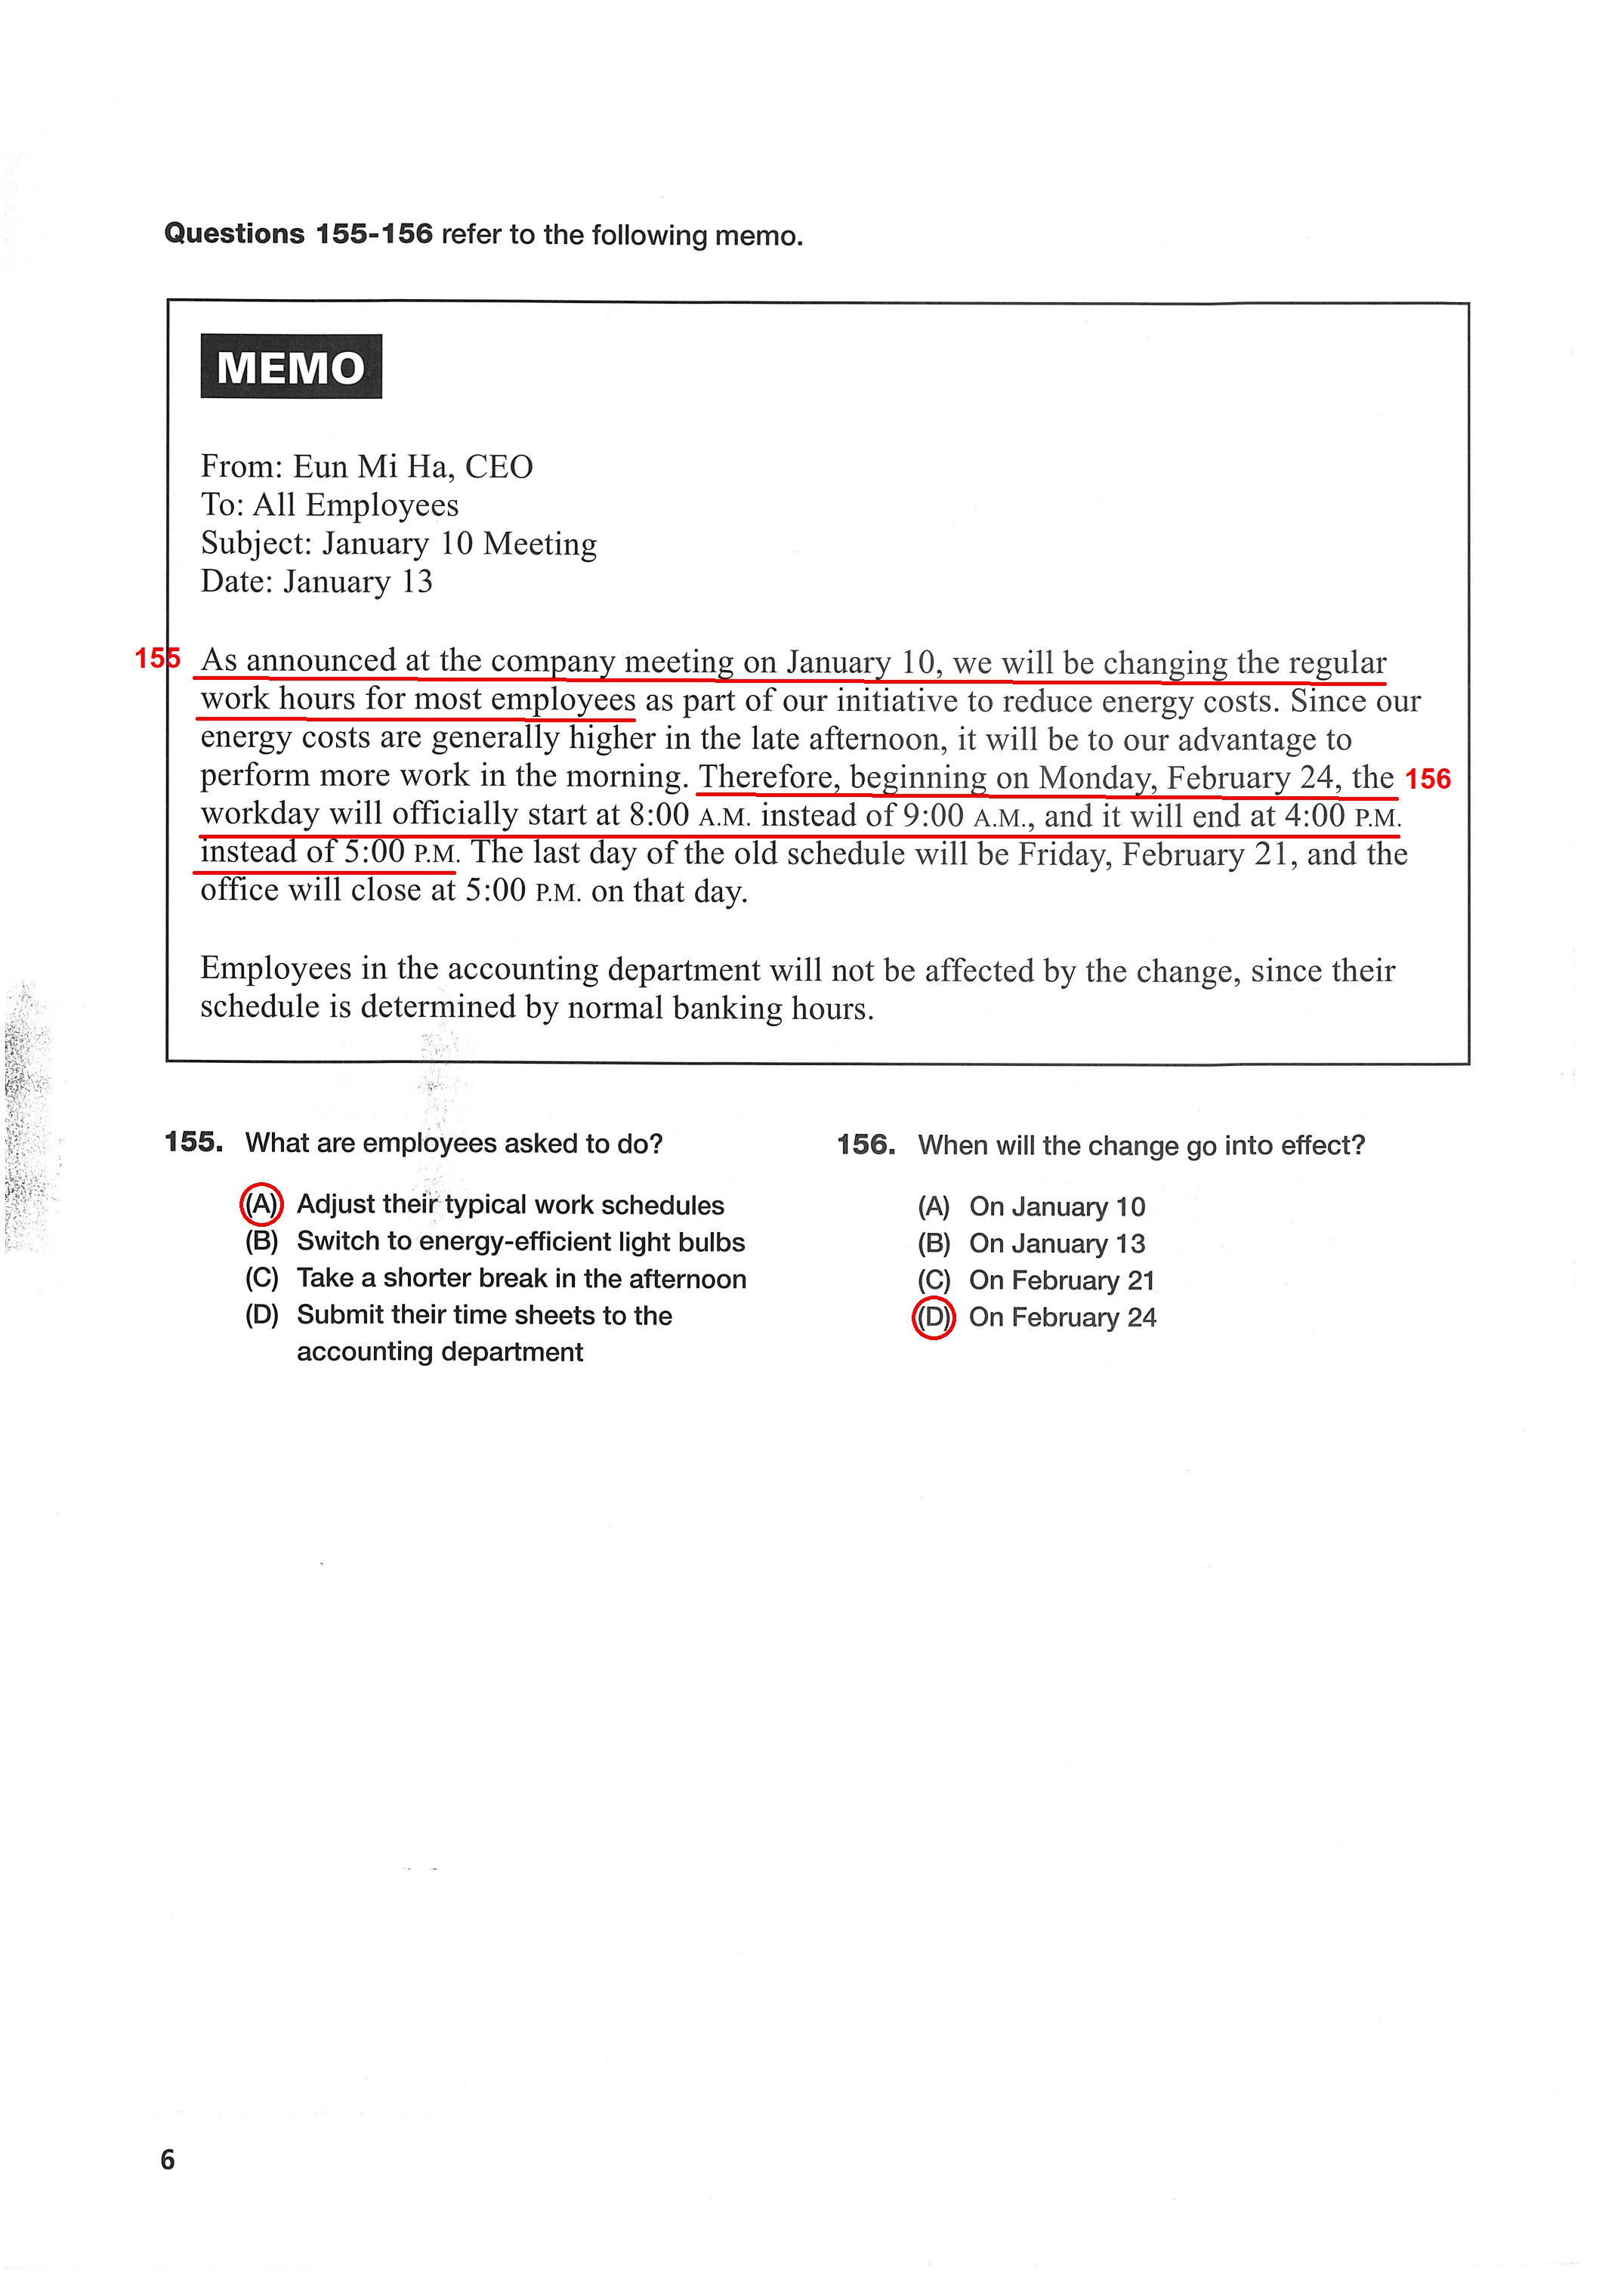 Questions 155-156 refer to the following memo.
MEMO
From: Eun Mi Ha, CEO
To: All Employees
Subject: January 10 Meeting
Date: January 13
155 As announced at the company meeting on January 10, we will be changing the regular
work hours for most employees as part of our initiative to reduce energy costs. Since our
energy costs are generally higher in the late afternoon, it will be to our advantage to
perform more work in the morning. Therefore, beginning on Monday, February 24, the 156
workday will officially start at 8:00 A.M. instead of 9:00 A.M., and it will end at 4:00 P.M.
instead of 5:00 P.M. The last day of the old schedule will be Friday, February 21, and the
office will close at 5:00 P.M. on that day.
Employees in the accounting department will not be affected by the change, since their
schedule is determined by normal banking hours.
155. What are employees asked to do?
(A) Adjust their typical work schedules
(B) Switch to energy-efficient light bulbs
(C) Take a shorter break in the afternoon
(D) Submit their time sheets to the
accounting department
156. When will the change go into effect?
(A) On January 10
(B) On January 13
(C) On February 21
(D) On February 24
6